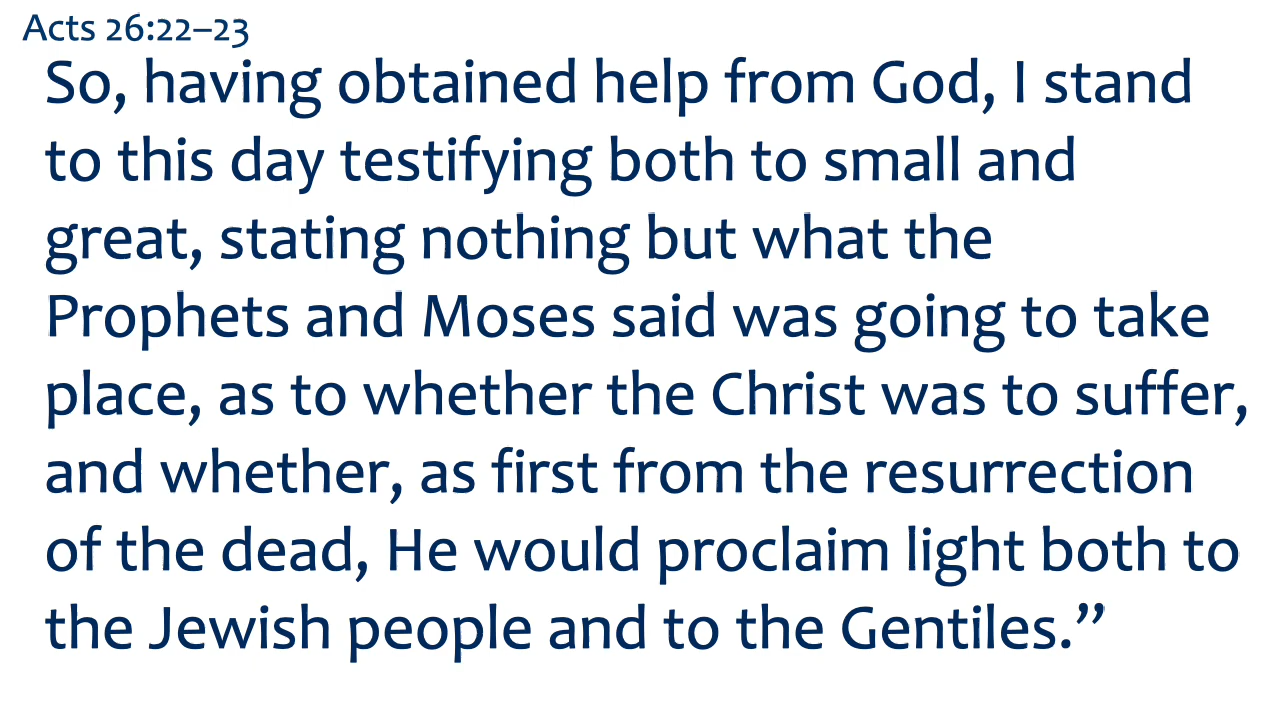 Acts 26:22–23
So, having obtained help from God, I stand
to this day testifying both to small and
great, stating nothing but what the
Prophets and Moses said was going to take
place, as to whether the Christ was to suffer,
and whether, as first from the resurrection
of the dead, He would proclaim light both to
the Jewish people and to the Gentiles.”